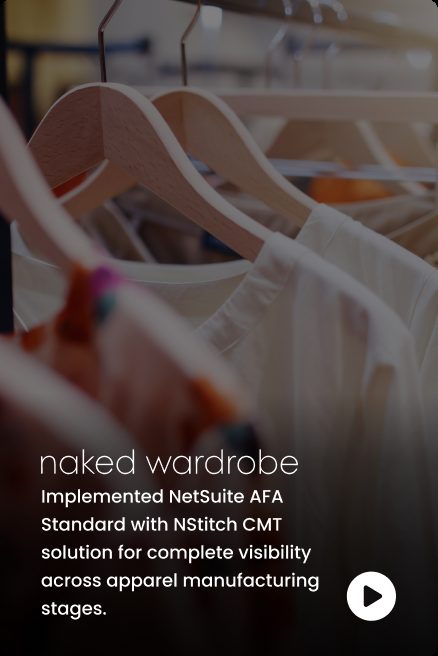 naked wardrobe
Implemented NetSuite AFA
Standard with NStitch CMT
solution for complete visibility
across apparel manufacturing
stages.